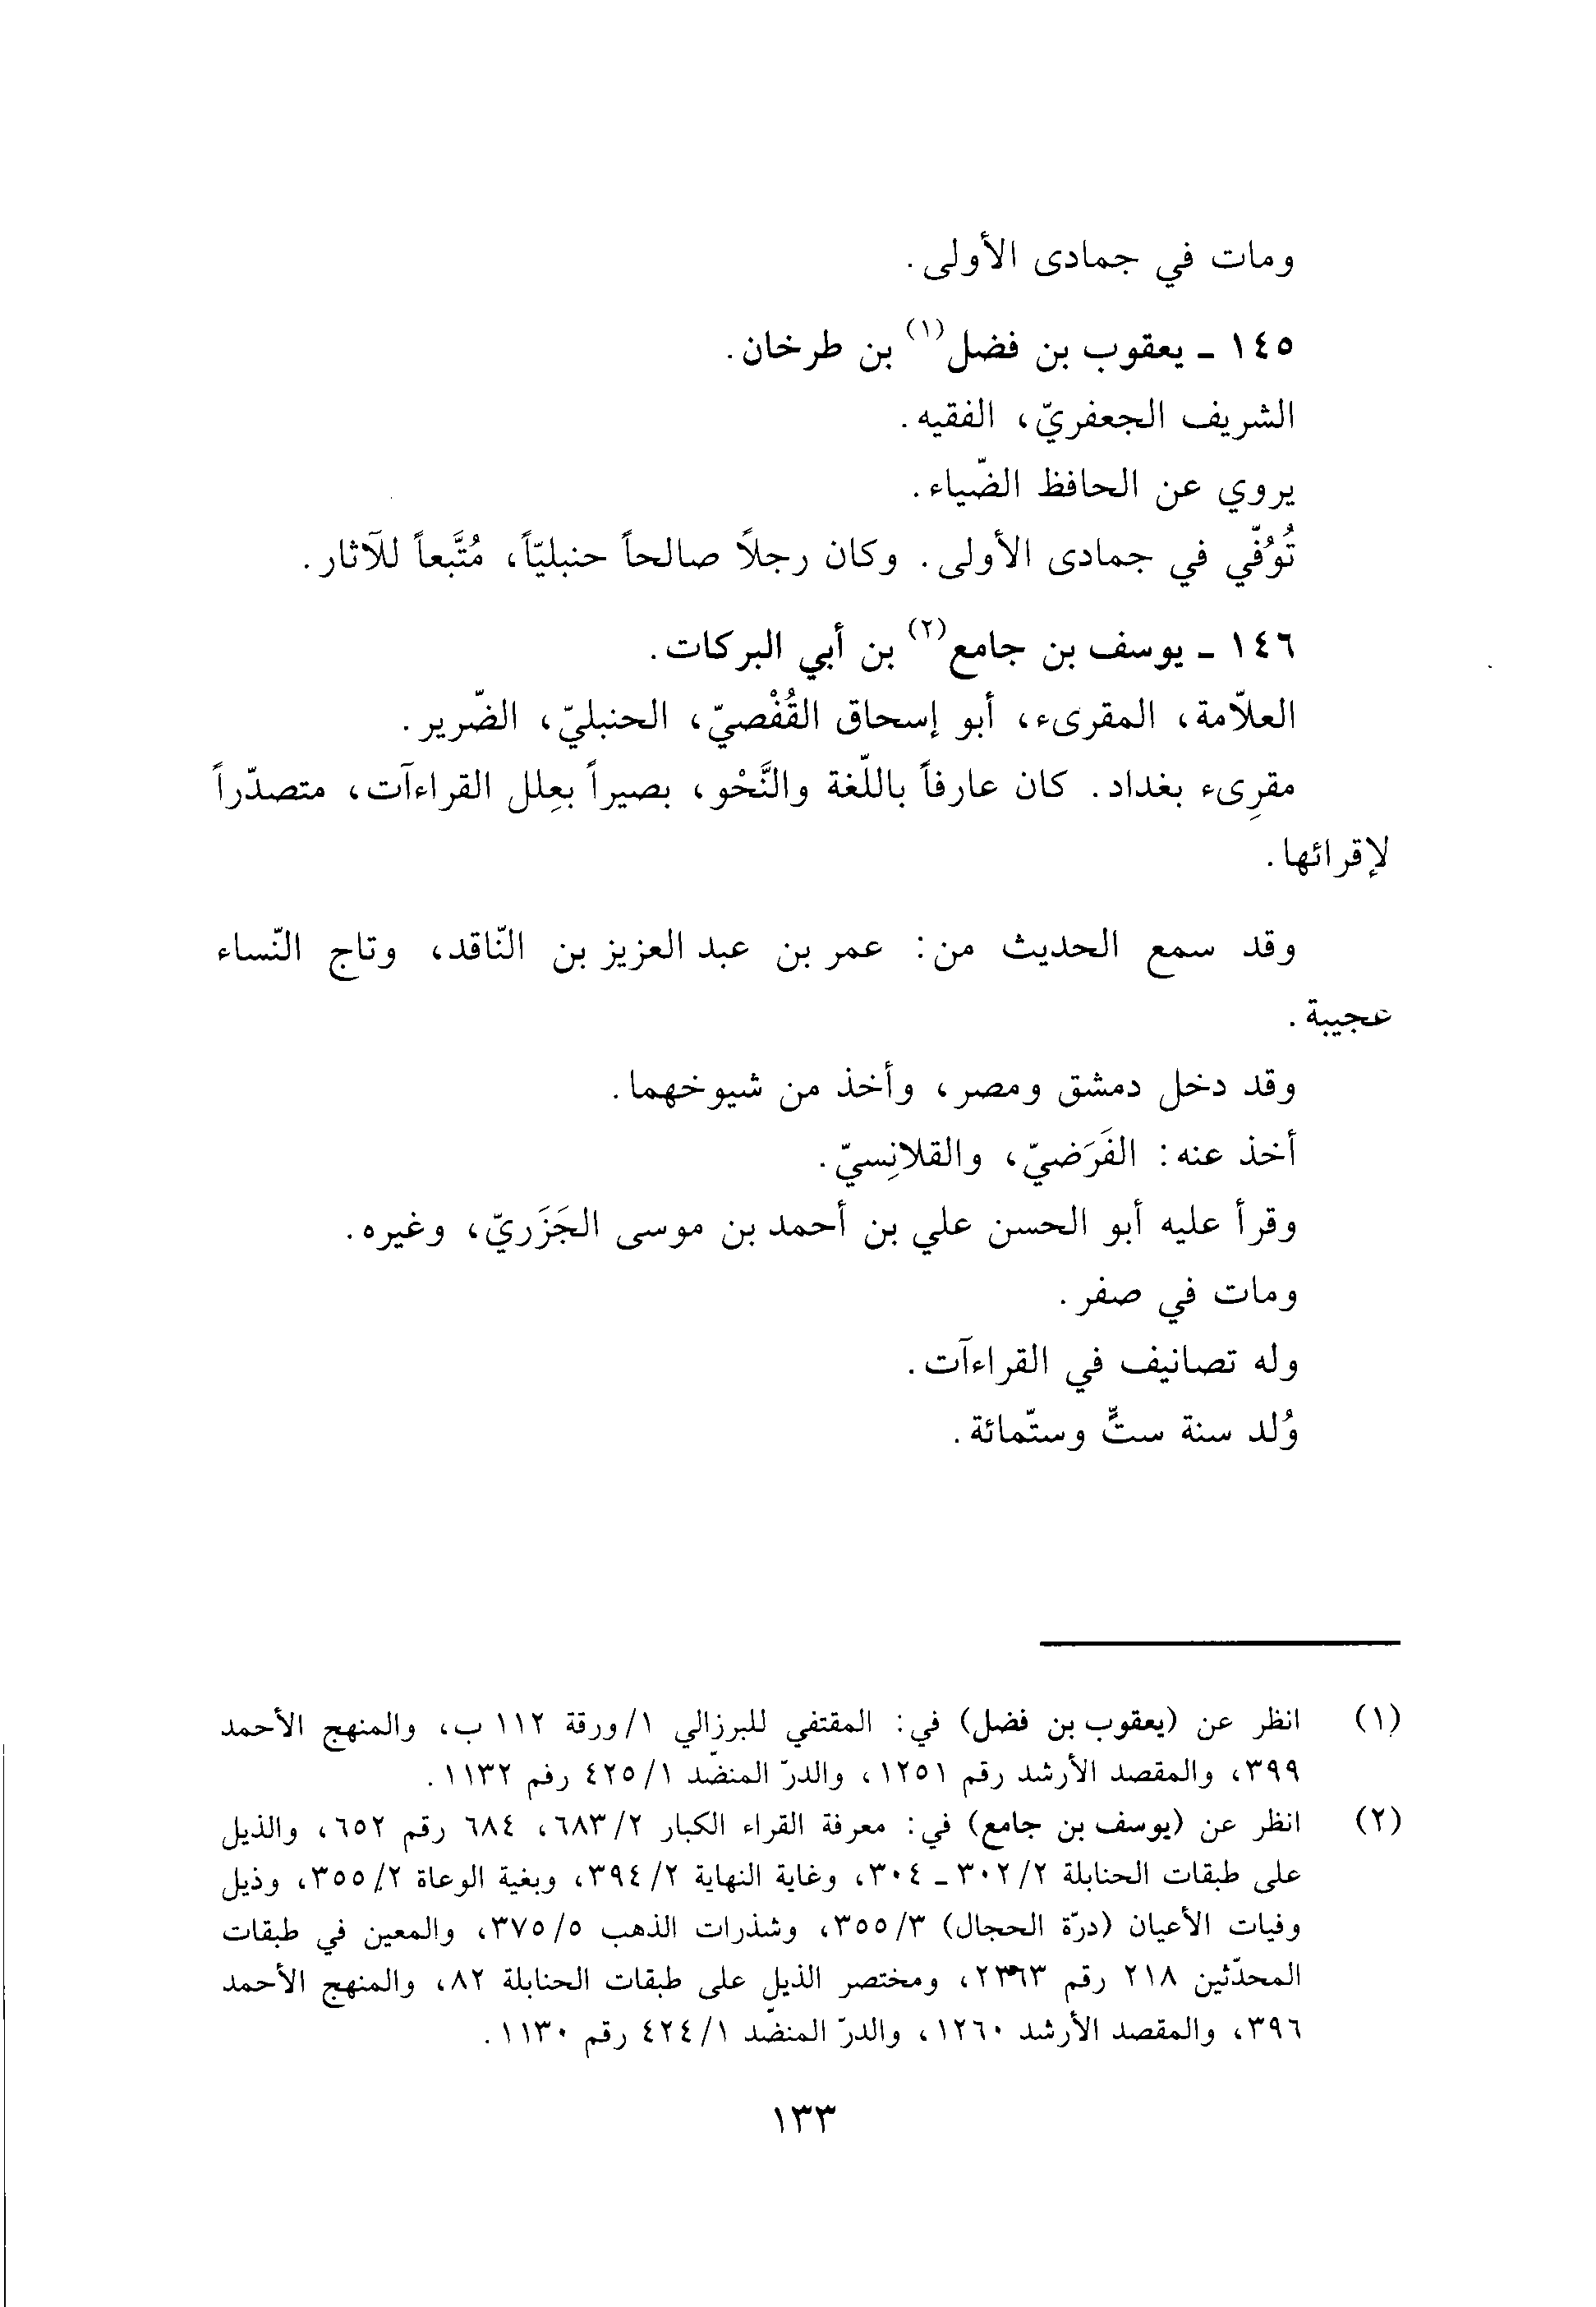 ومات في جمادى الأولى.
١٤٥ ـ يعقوب بن فضل(١) بن طرخان.
الشريف الجعفريّ، الفقيه.
يروي عن الحافظ الضّياء.
تُوُفّي في جمادى الأولى. وكان رجلاً صالحاً حنبليّاً، مُتَّبعاً للآثار.
١٤٦ ـ يوسف بن جامع(٢) بن أبي البركات.
العلاّمة، المقرىء، أبو إسحاق القُفْصيّ، الحنبليّ، الضّرير.
مقرِىء بغداد. كان عارفاً باللّغة والنَّحْو، بصيراً بعِلل القراءآت، متصدّراً
لإقرائها.
وقد سمع الحديث من: عمر بن عبد العزيز بن النّاقد، وتاج النّساء
عجيبة.
وقد دخل دمشق ومصر، وأخذ من شيوخهما.
أخذ عنه: الفَرَضيّ، والقلانِسيّ.
وقرأ عليه أبو الحسن علي بن أحمد بن موسى الجَزَريّ، وغيره.
ومات في صفر.
وله تصانيف في القراءآت.
وُلد سنة ستٍّ وستّمائة.
(١) انظر عن (يعقوب بن فضل) في: المقتفي للبرزالي ١/ورقة ١١٢ ب، والمنهج الأحمد
٣٩٩، والمقصد الأرشد رقم ١٢٥١، والدرّ المنضّد ٤٢٥/١ رفم ١١٣٢.
(٢) انظر عن (يوسف بن جامع) في: معرفة القراء الكبار ٦٨٣/٢، ٦٨٤ رقم ٦٥٢، والذيل
على طبقات الحنابلة ٣٠٢/٢ ـ ٣٠٤، وغاية النهاية ٣٩٤/٢، وبغية الوعاة ٣٥٥/٢، وذيل
وفيات الأعيان (درّة الحجال) ٣٥٥/٣، وشذرات الذهب ٣٧٥/٥، والمعين في طبقات
المحدّثين ٢١٨ رقم ٢٣٦٣، ومختصر الذيل على طبقات الحنابلة ٨٢، والمنهج الأحمد
٣٩٦، والمقصد الأرشد ١٢٦٠، والدرّ المنضّد ٤٢٤/١ رقم ١١٣٠.
١٣٣